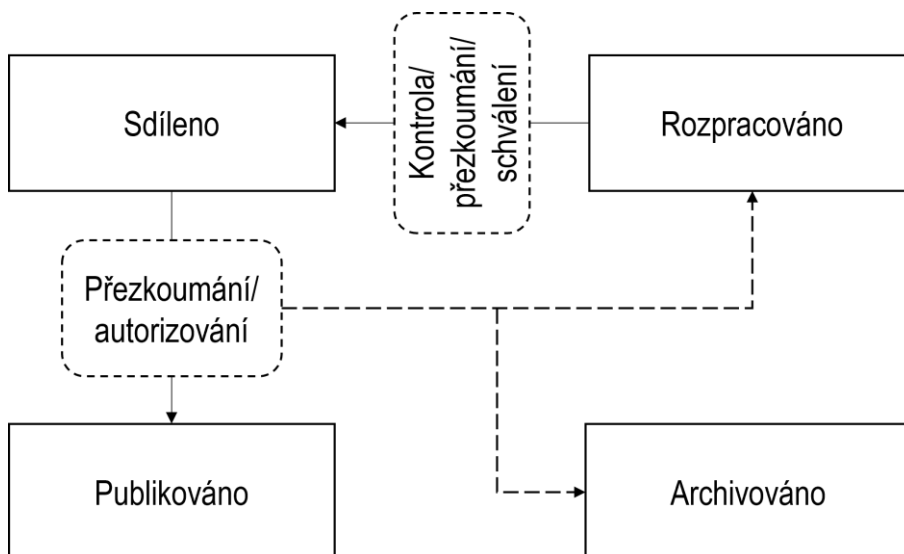 Sdíleno
Kontrola/
přezkoumání/
schválení
Rozpracováno
Přezkoumání/
autorizování
Publikováno
Archivováno